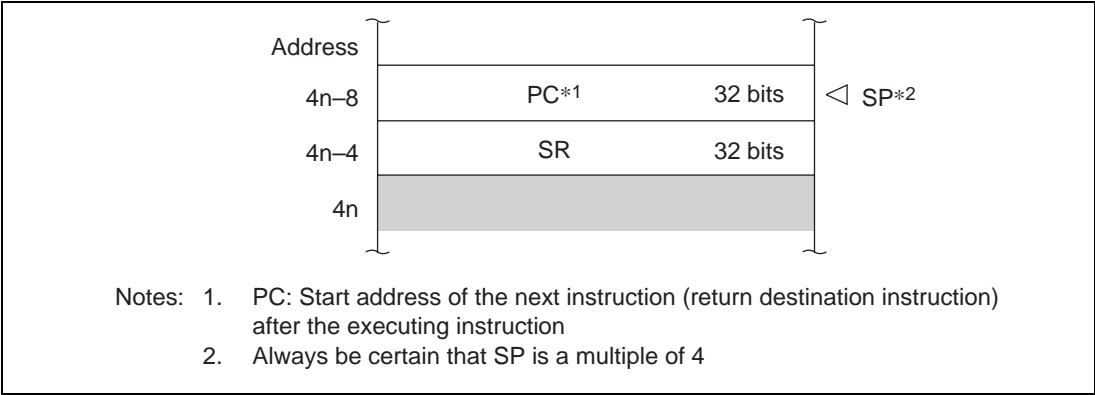 Address
4n–8 PC*1 32 bits ◁ SP*2
4n–4 SR 32 bits
4n
Notes: 1. PC: Start address of the next instruction (return destination instruction)
after the executing instruction
2. Always be certain that SP is a multiple of 4